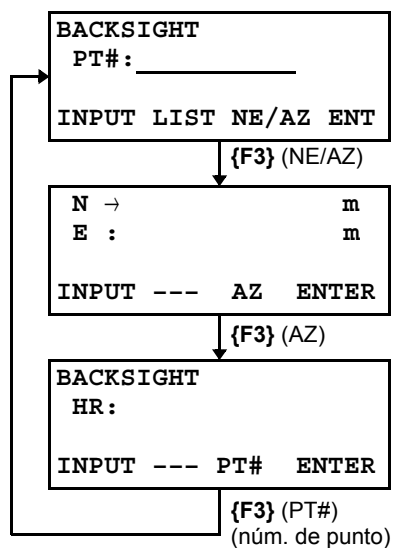 BACKSIGHT
PT#:
INPUT LIST NE/AZ ENT
{F3} (NE/AZ)
N → m
E : m
INPUT --- AZ ENTER
{F3} (AZ)
BACKSIGHT
HR:
INPUT --- PT# ENTER
{F3} (PT#)
(núm. de punto)